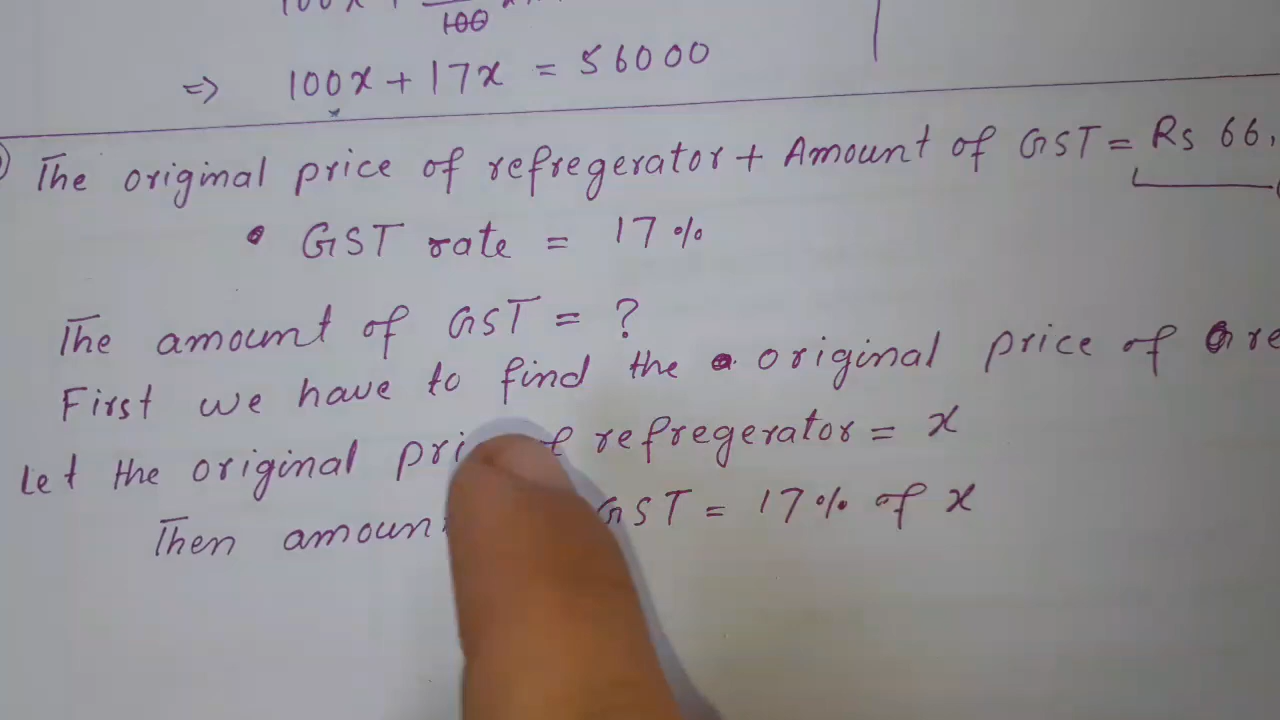 100
⇒ 100x + 17x = 56000
The original price of refregerator + Amount of GST = Rs 66,
• GST rate = 17%
The amount of GST = ?
First we have to find the original price of re
Let the original pri refregerator = x
Then amoun GST = 17% of x